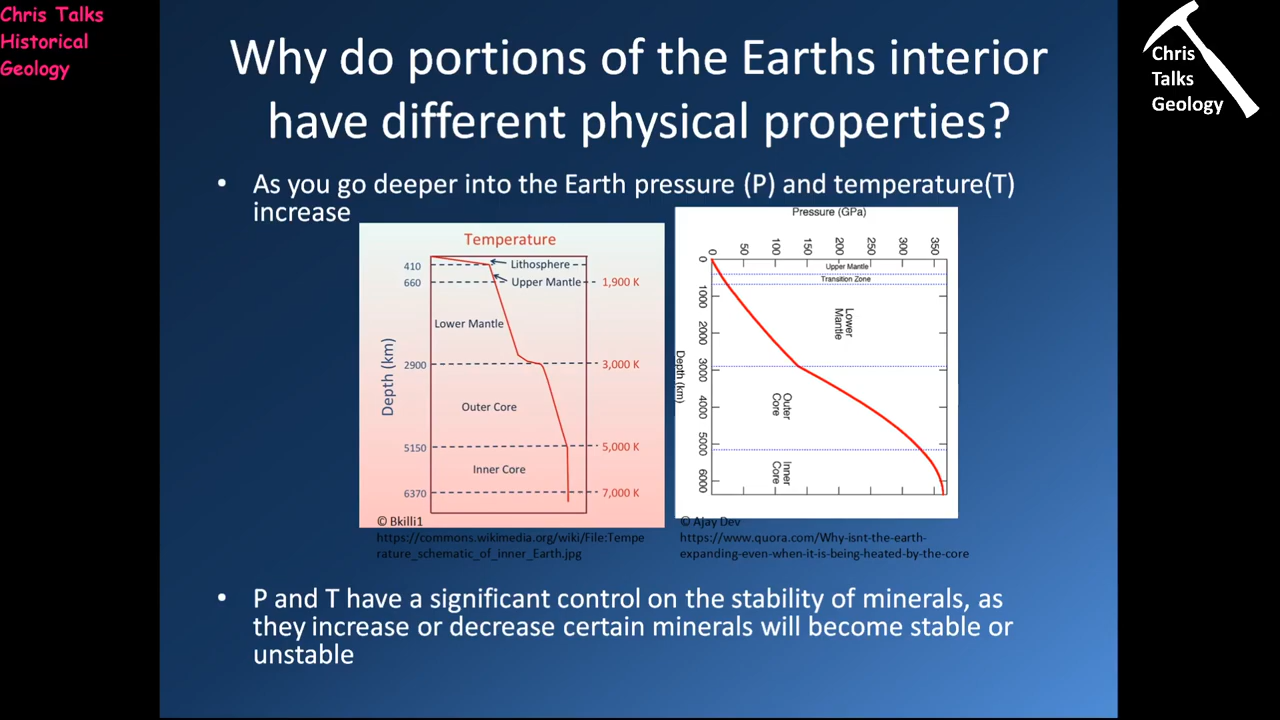 Chris Talks
Historical
Geology
Chris
Talks
Geology
Why do portions of the Earths interior
have different physical properties?
• As you go deeper into the Earth pressure (P) and temperature(T)
increase
Temperature
Depth (km)
410
660
2900
5150
6370
Lithosphere
Upper Mantle
Lower Mantle
Outer Core
Inner Core
1,900 K
3,000 K
5,000 K
7,000 K
© Bkilli1
https://commons.wikimedia.org/wiki/File:Tempe
rature_schematic_of_inner_Earth.jpg
Pressure (GPa)
0 50 100 150 200 250 300 350
Depth (km)
0 1000 2000 3000 4000 5000 6000
Upper Mantle
Transition Zone
Lower
Mantle
Outer
Core
Inner
Core
© Ajay Dev
https://www.quora.com/Why-isnt-the-earth-
expanding-even-when-it-is-being-heated-by-the-core
• P and T have a significant control on the stability of minerals, as
they increase or decrease certain minerals will become stable or
unstable